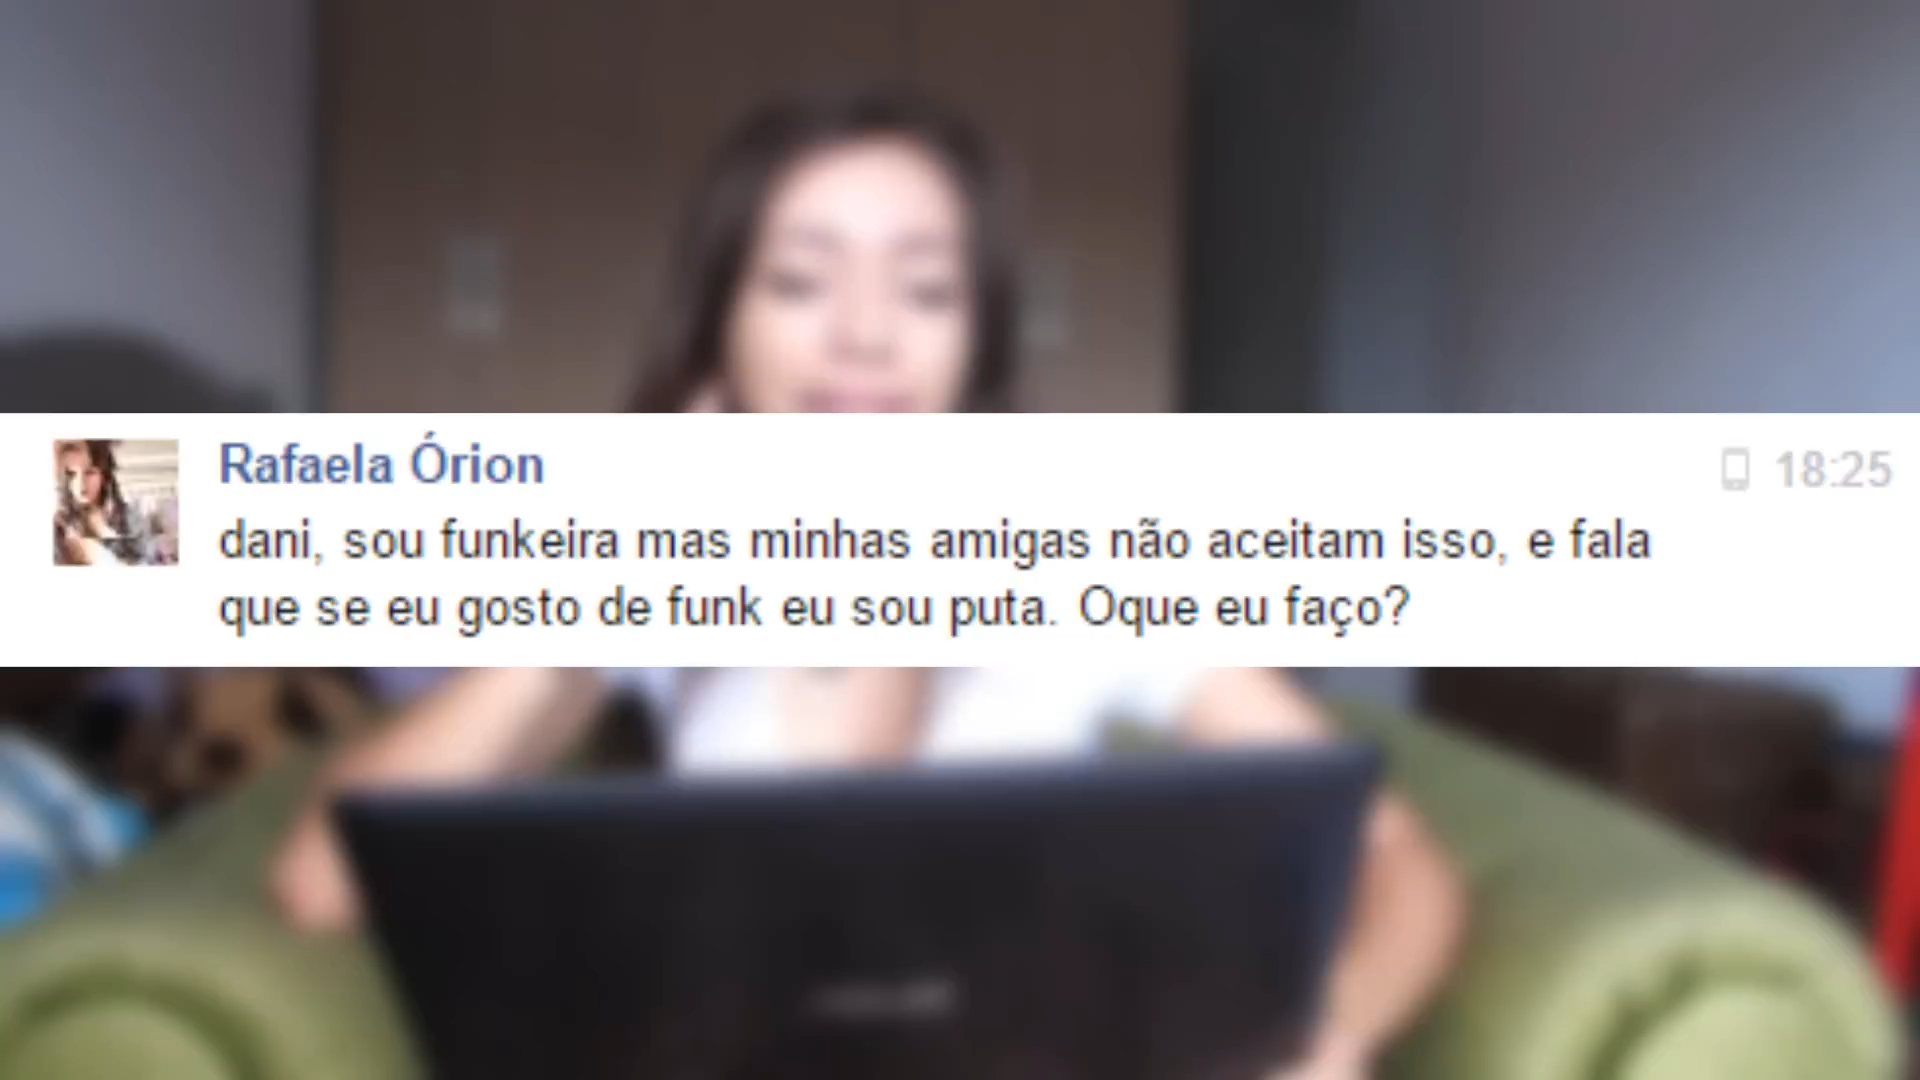 Rafaela Órion
18:25
dani, sou funkeira mas minhas amigas não aceitam isso, e fala
que se eu gosto de funk eu sou puta. Oque eu faço?